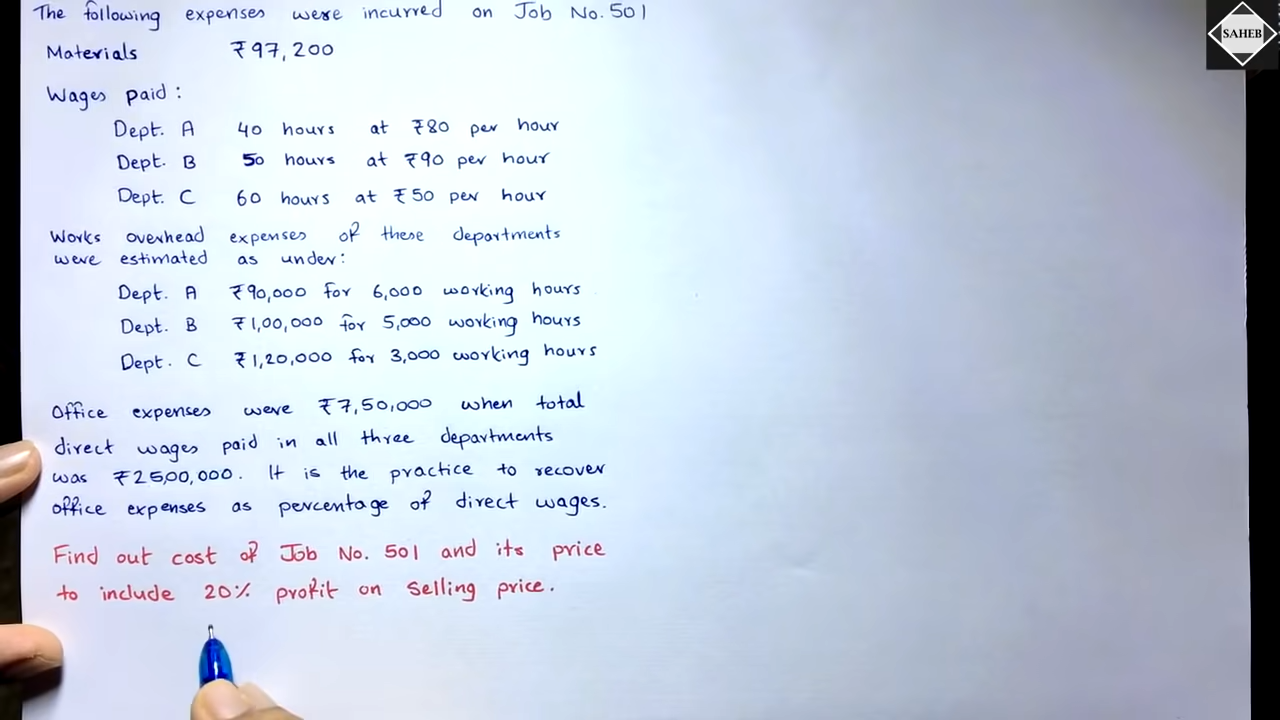 The following expenses were incurred on Job No. 501
SAHEB
Materials ₹97,200
Wages paid:
Dept. A 40 hours at ₹80 per hour
Dept. B 50 hours at ₹90 per hour
Dept. C 60 hours at ₹50 per hour
Works overhead expenses of these departments
were estimated as under:
Dept. A ₹90,000 for 6,000 working hours
Dept. B ₹1,00,000 for 5,000 working hours
Dept. C ₹1,20,000 for 3,000 working hours
Office expenses were ₹7,50,000 when total
direct wages paid in all three departments
was ₹25,00,000. It is the practice to recover
office expenses as percentage of direct wages.
Find out cost of Job No. 501 and its price
to include 20% profit on Selling price.